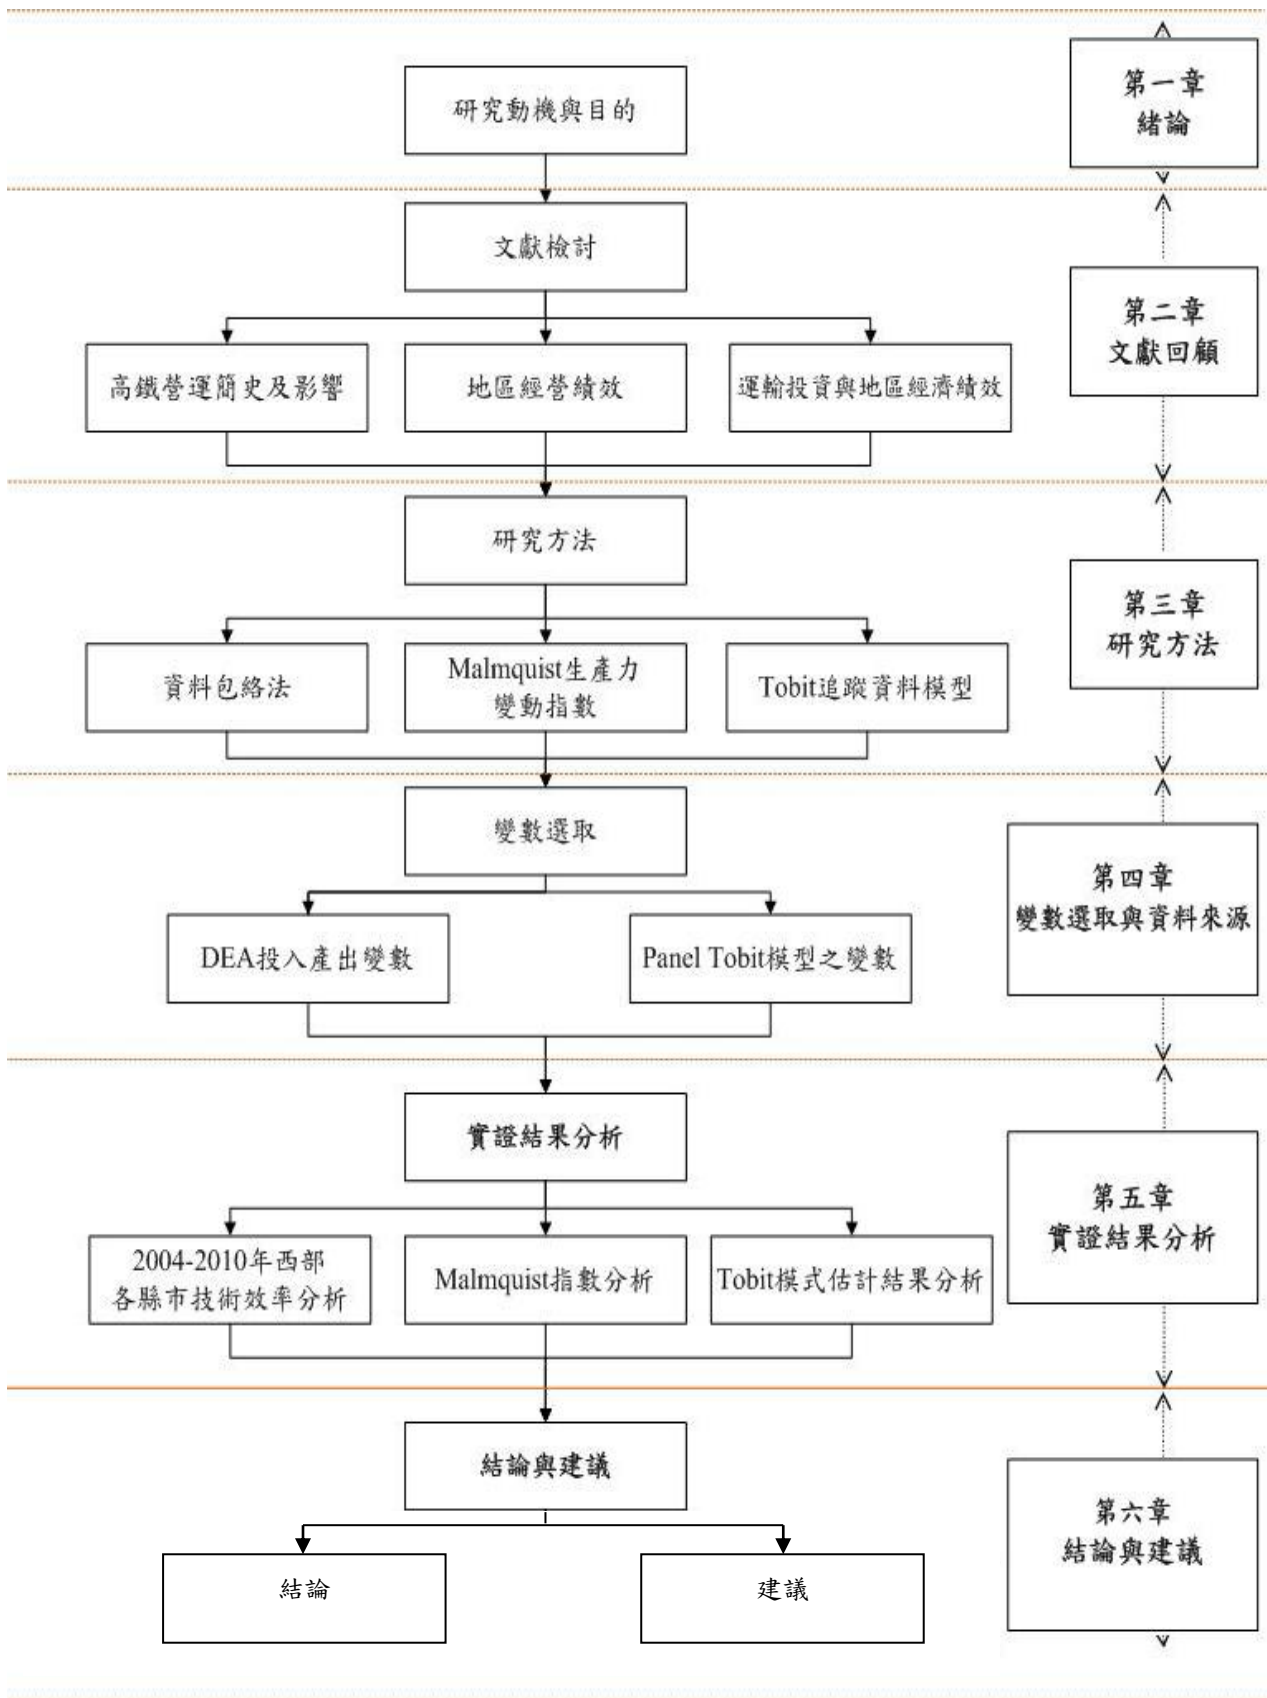 研究動機與目的
第一章
緒論
文獻檢討
高鐵營運簡史及影響
地區經營績效
運輸投資與地區經濟績效
第二章
文獻回顧
研究方法
資料包絡法
Malmquist生產力
變動指數
Tobit追蹤資料模型
第三章
研究方法
變數選取
DEA投入產出變數
Panel Tobit模型之變數
第四章
變數選取與資料來源
實證結果分析
2004-2010年西部
各縣市技術效率分析
Malmquist指數分析
Tobit模式估計結果分析
第五章
實證結果分析
結論與建議
結論
建議
第六章
結論與建議